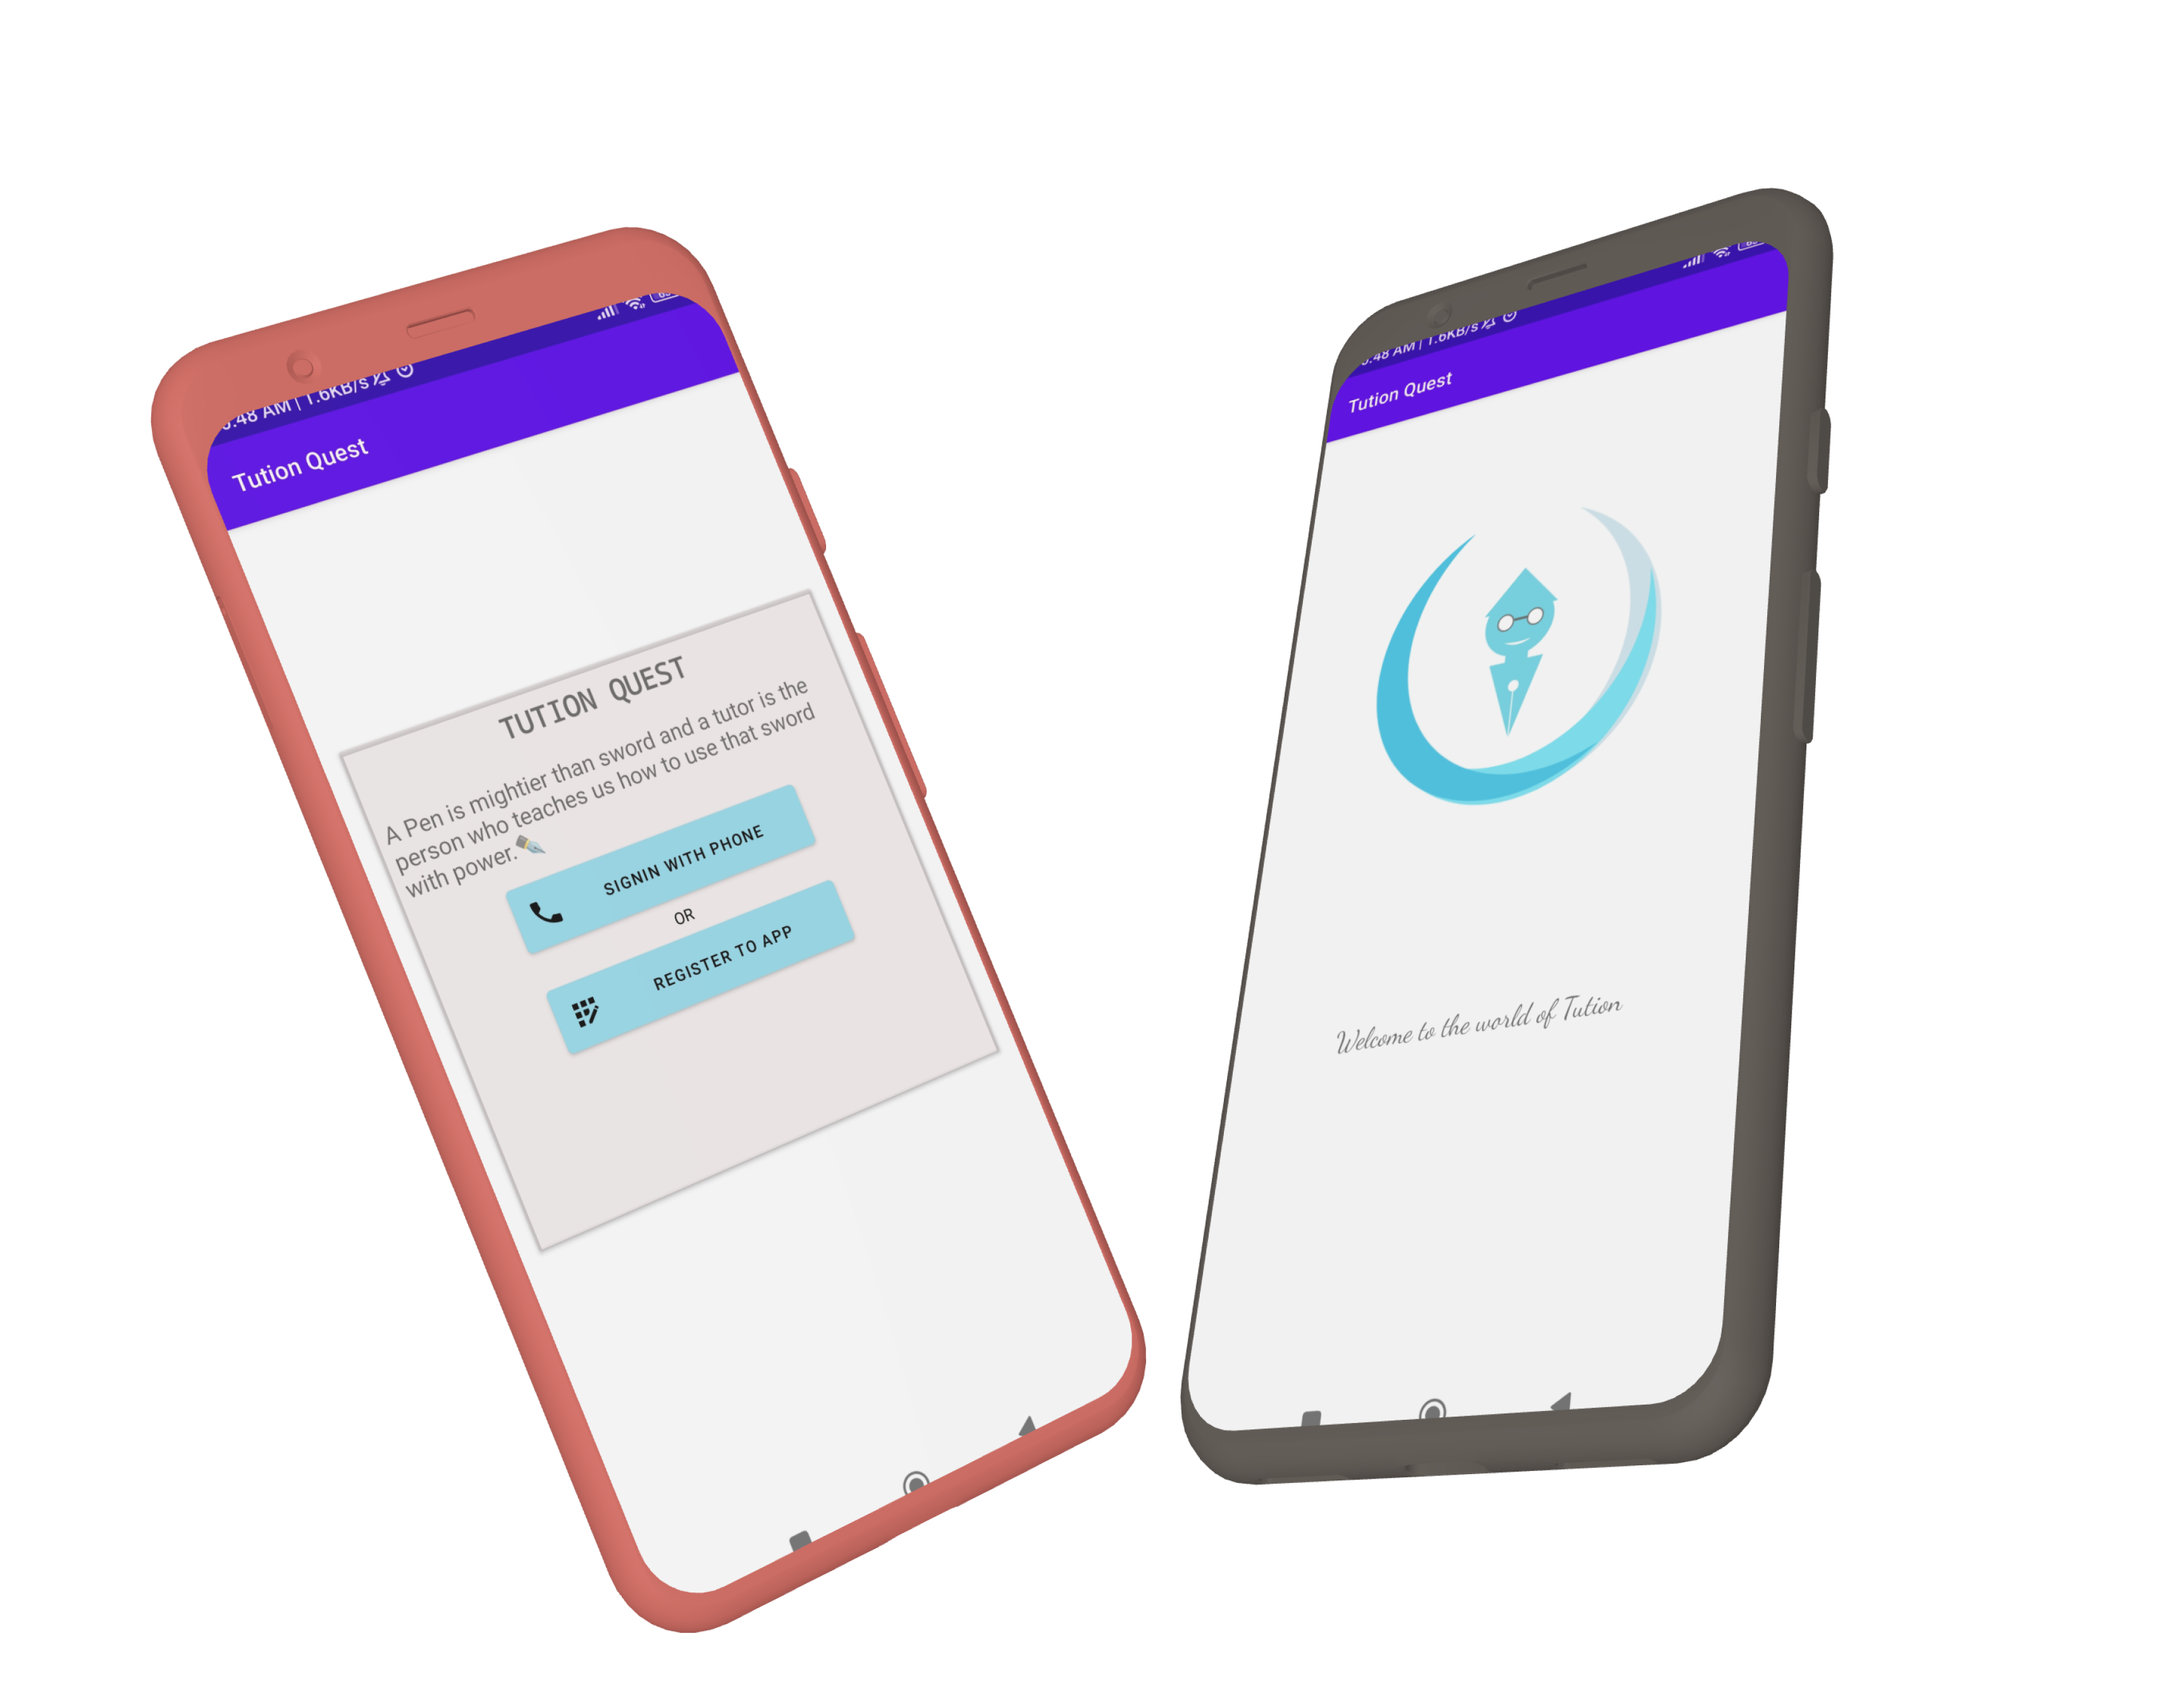 48 AM | 1.6KB/s
Tution Quest
TUTION QUEST
A Pen is mightier than sword and a tutor is the
person who teaches us how to use that sword
with power.✒️
SIGNIN WITH PHONE
OR
REGISTER TO APP
48 AM | 1.6KB/s
Tution Quest
Welcome to the world of Tution